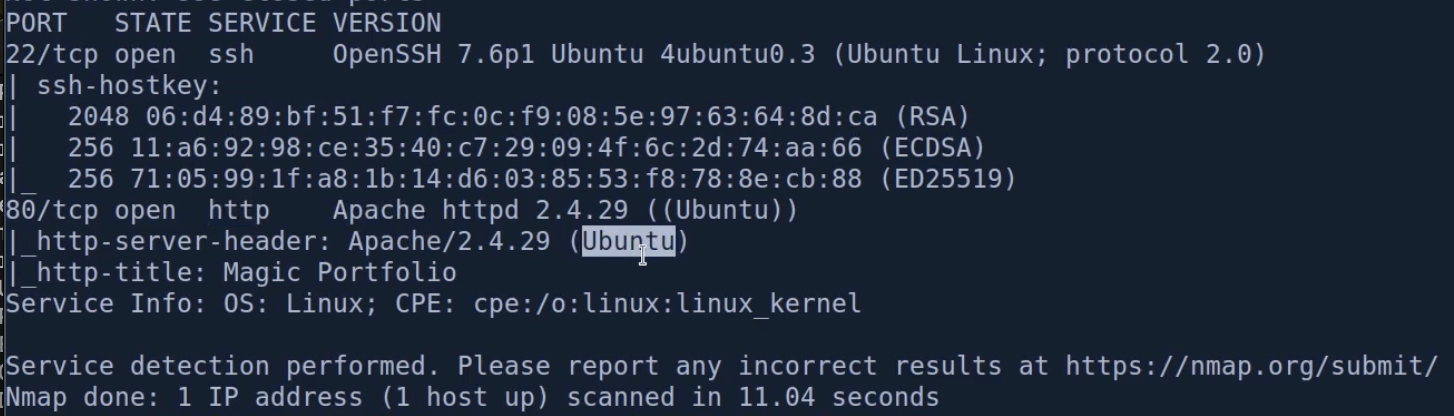 PORT   STATE SERVICE VERSION
22/tcp open  ssh     OpenSSH 7.6p1 Ubuntu 4ubuntu0.3 (Ubuntu Linux; protocol 2.0)
| ssh-hostkey:
|   2048 06:d4:89:bf:51:f7:fc:0c:f9:08:5e:97:63:64:8d:ca (RSA)
|   256 11:a6:92:98:ce:35:40:c7:29:09:4f:6c:2d:74:aa:66 (ECDSA)
|_  256 71:05:99:1f:a8:1b:14:d6:03:85:53:f8:78:8e:cb:88 (ED25519)
80/tcp open  http    Apache httpd 2.4.29 ((Ubuntu))
|_http-server-header: Apache/2.4.29 (Ubuntu)
|_http-title: Magic Portfolio
Service Info: OS: Linux; CPE: cpe:/o:linux:linux_kernel

Service detection performed. Please report any incorrect results at https://nmap.org/submit/
Nmap done: 1 IP address (1 host up) scanned in 11.04 seconds